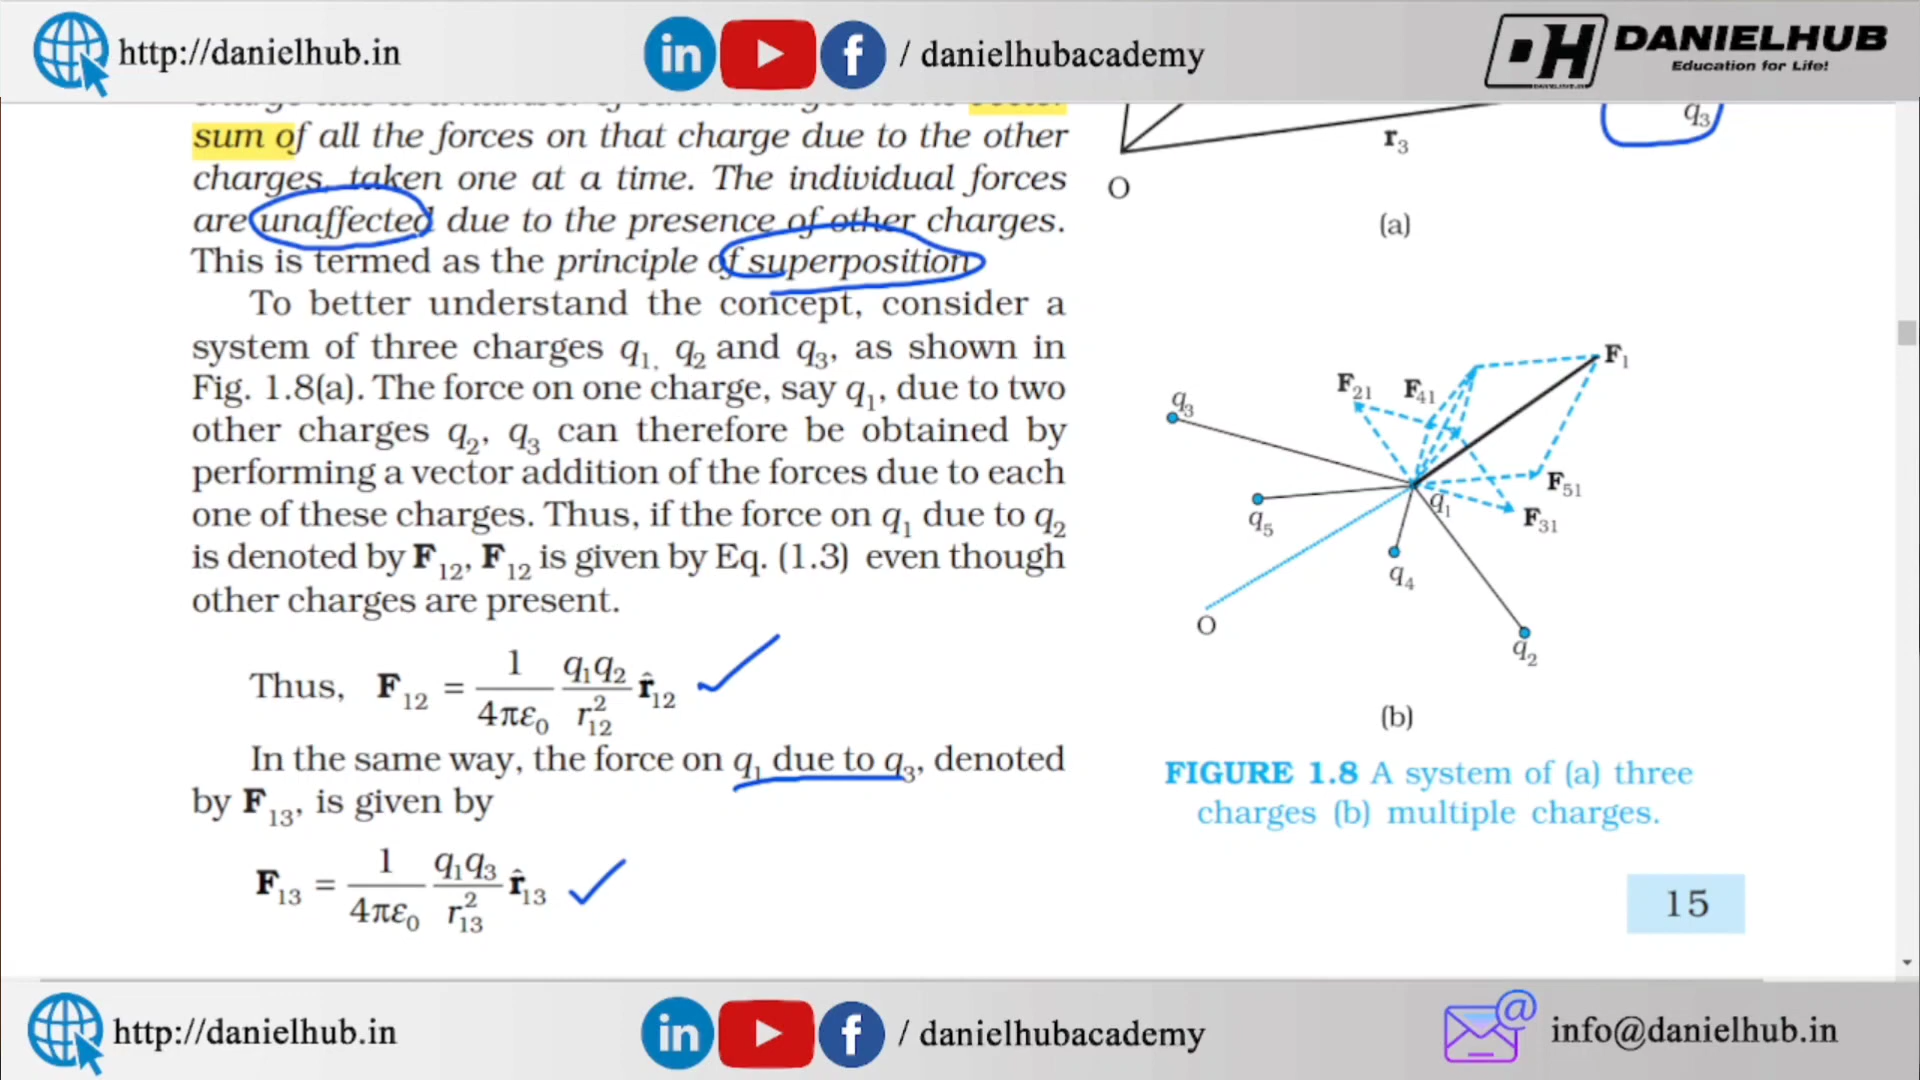 http://danielhub.in
in f / danielhubacademy
DH DANIELHUB
Education for Life!
DANIELHUB.IN
sum of all the forces on that charge due to the other
charges, taken one at a time. The individual forces
are unaffected due to the presence of other charges.
This is termed as the principle of superposition
To better understand the concept, consider a
system of three charges q₁, q₂ and q₃, as shown in
Fig. 1.8(a). The force on one charge, say q₁, due to two
other charges q₂, q₃ can therefore be obtained by
performing a vector addition of the forces due to each
one of these charges. Thus, if the force on q₁ due to q₂
is denoted by F₁₂, F₁₂ is given by Eq. (1.3) even though
other charges are present.
Thus, F₁₂ = 1/4πε₀ q₁q₂/r₁₂² r̂₁₂
In the same way, the force on q₁ due to q₃, denoted
by F₁₃, is given by
F₁₃ = 1/4πε₀ q₁q₃/r₁₃² r̂₁₃
q₃
r₃
O
(a)
F₁
F₂₁ F₄₁
q₃
F₅₁
q₁
F₃₁
q₅
q₄
O
q₂
(b)
FIGURE 1.8 A system of (a) three
charges (b) multiple charges.
15
http://danielhub.in
in f / danielhubacademy
@ info@danielhub.in